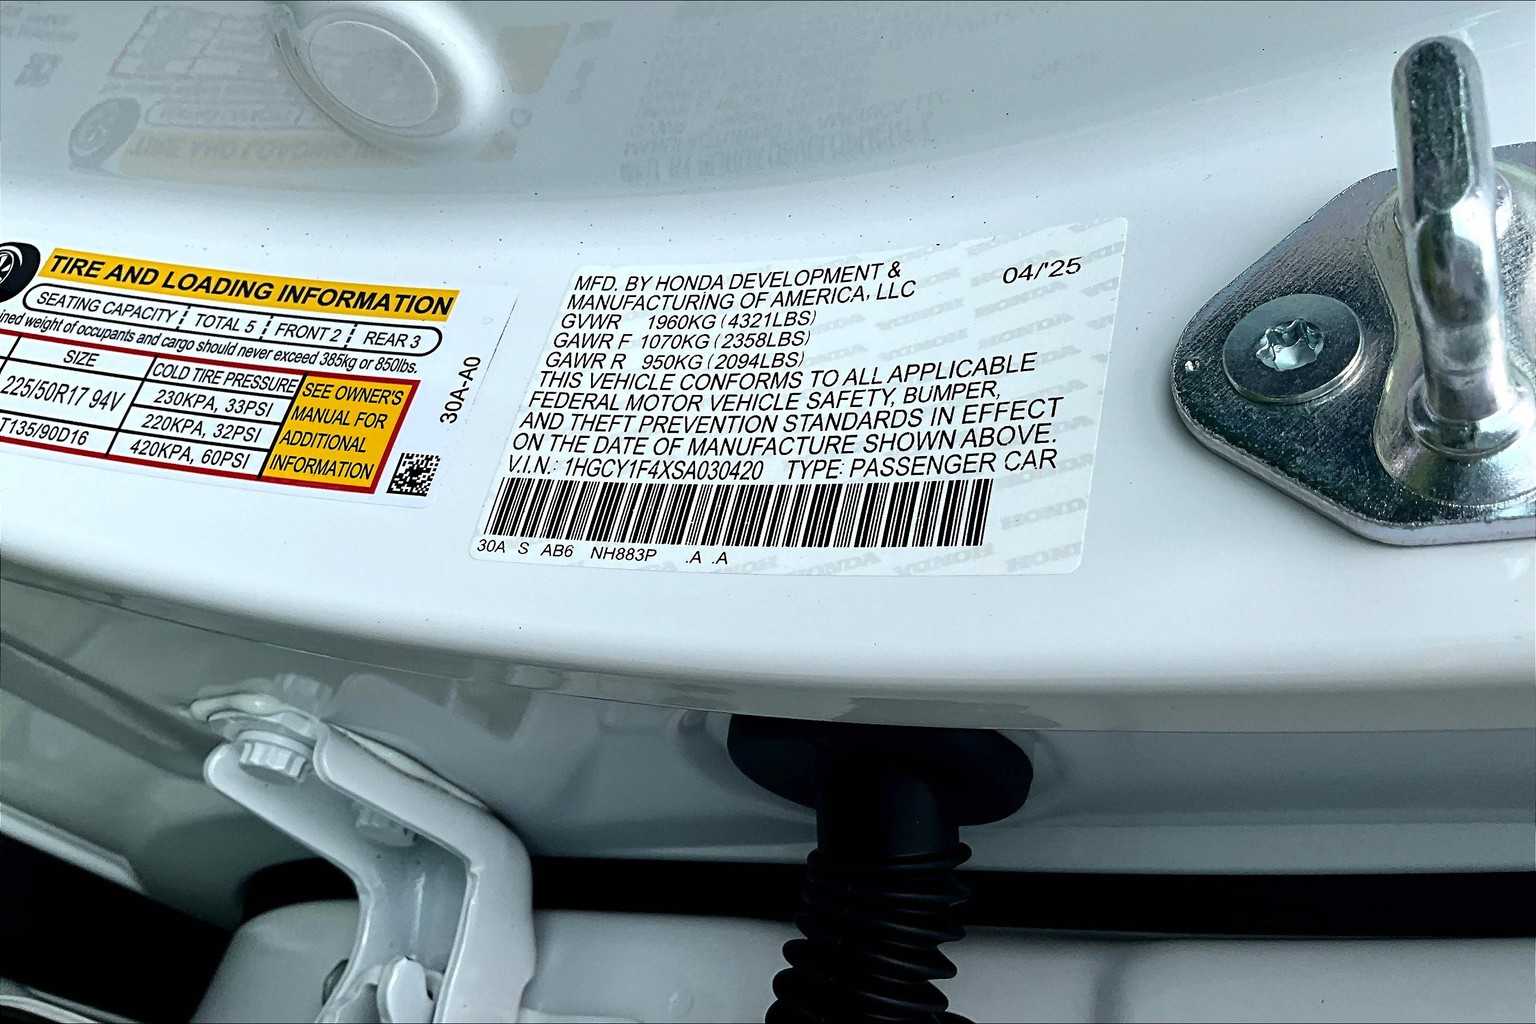 TIRE AND LOADING INFORMATION
SEATING CAPACITY TOTAL 5 FRONT 2 REAR 3
weight of occupants and cargo should never exceed 385kg or 850lbs.
SIZE COLD TIRE PRESSURE
225/50R17 94V 230KPA, 33PSI
220KPA, 32PSI
T135/90D16 420KPA, 60PSI
SEE OWNER'S
MANUAL FOR
ADDITIONAL
INFORMATION
30A-A0
MFD. BY HONDA DEVELOPMENT & 04/'25
MANUFACTURING OF AMERICA, LLC
GVWR 1960KG (4321LBS)
GAWR F 1070KG (2358LBS)
GAWR R 950KG (2094LBS)
THIS VEHICLE CONFORMS TO ALL APPLICABLE
FEDERAL MOTOR VEHICLE SAFETY, BUMPER,
AND THEFT PREVENTION STANDARDS IN EFFECT
ON THE DATE OF MANUFACTURE SHOWN ABOVE.
V.I.N.: 1HGCY1F4XSA030420 TYPE: PASSENGER CAR
30A S AB6 NH883P .A .A